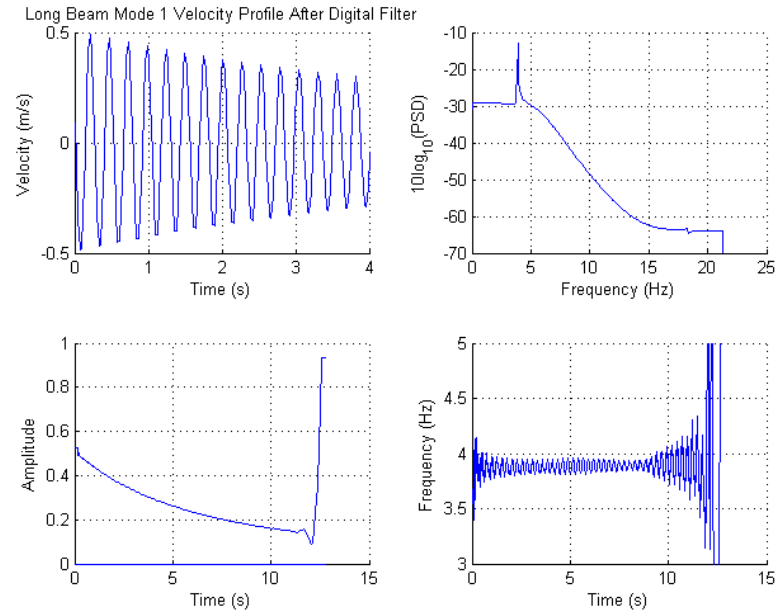 Long Beam Mode 1 Velocity Profile After Digital Filter
0.5
0
-0.5
Velocity (m/s)
0 1 2 3 4
Time (s)
-10
-20
-30
-40
-50
-60
-70
10log10(PSD)
0 5 10 15 20 25
Frequency (Hz)
1
0.8
0.6
0.4
0.2
0
Amplitude
0 5 10 15
Time (s)
5
4.5
4
3.5
3
Frequency (Hz)
0 5 10 15
Time (s)